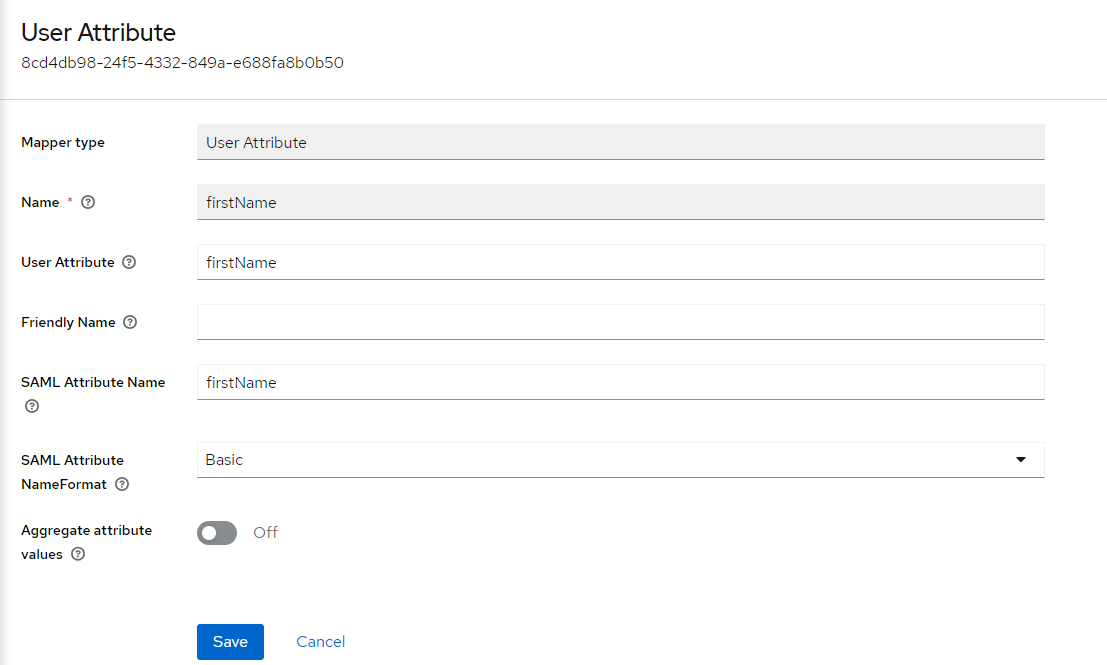 User Attribute
8cd4db98-24f5-4332-849a-e688fa8b0b50
Mapper type
User Attribute
Name *
firstName
User Attribute
firstName
Friendly Name
SAML Attribute Name
firstName
SAML Attribute
NameFormat
Basic
Aggregate attribute
values
Off
Save
Cancel